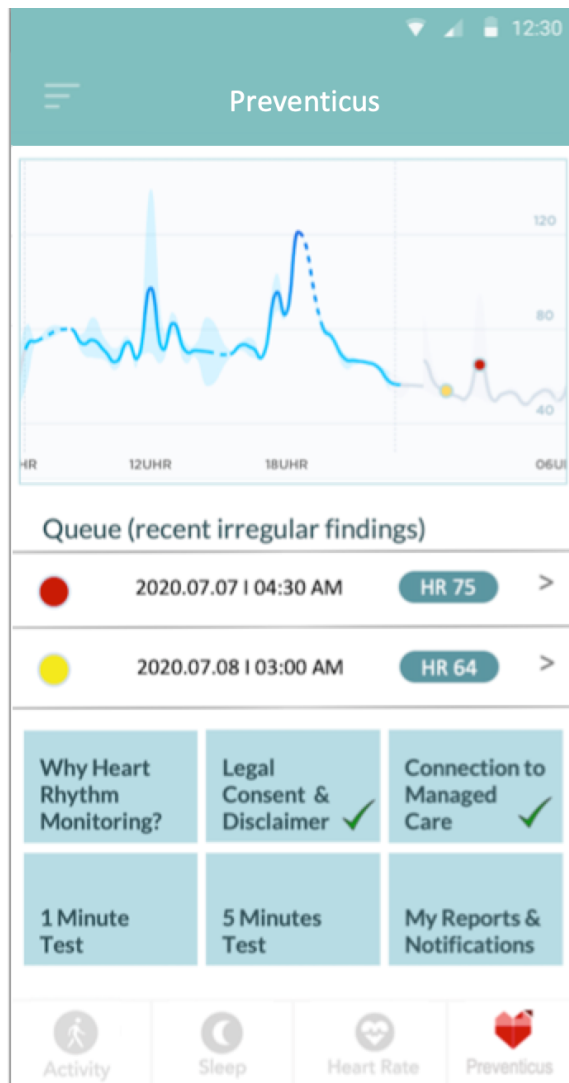 12:30
Preventicus
120
80
40
HR
12UHR
18UHR
06U
Queue (recent irregular findings)
2020.07.07 I 04:30 AM
HR 75
>
2020.07.08 I 03:00 AM
HR 64
>
Why Heart
Rhythm
Monitoring?
Legal
Consent &
Disclaimer
Connection to
Managed
Care
1 Minute
Test
5 Minutes
Test
My Reports &
Notifications
Activity
Sleep
Heart Rate
Preventicus